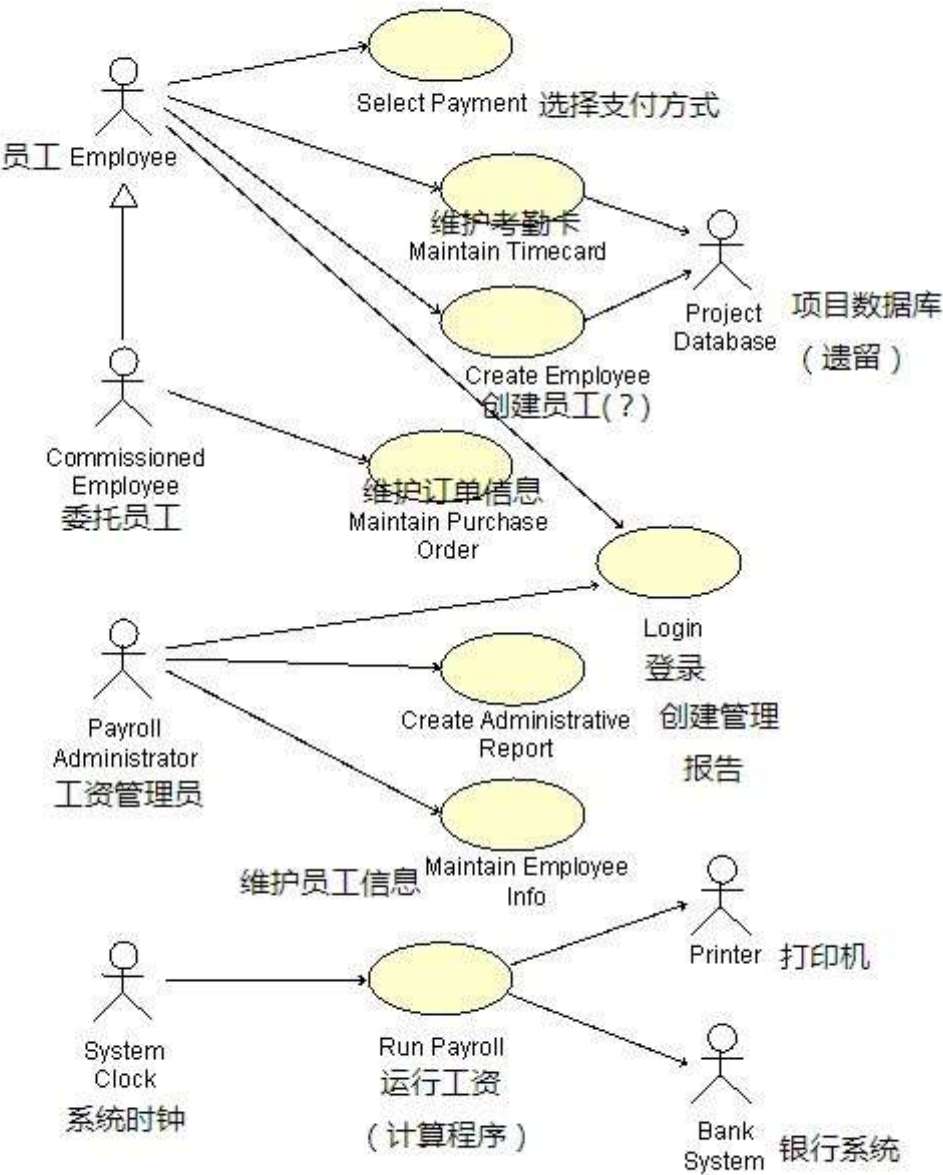 Select Payment 选择支付方式
员工 Employee
维护考勤卡
Maintain Timecard
Project
Database
项目数据库
（遗留）
Create Employee
创建员工(？)
Commissioned
Employee
委托员工
维护订单信息
Maintain Purchase
Order
Login
登录
Payroll
Administrator
工资管理员
Create Administrative
Report
创建管理
报告
维护员工信息
Maintain Employee
Info
Printer 打印机
System
Clock
系统时钟
Run Payroll
运行工资
（计算程序）
Bank
System
银行系统